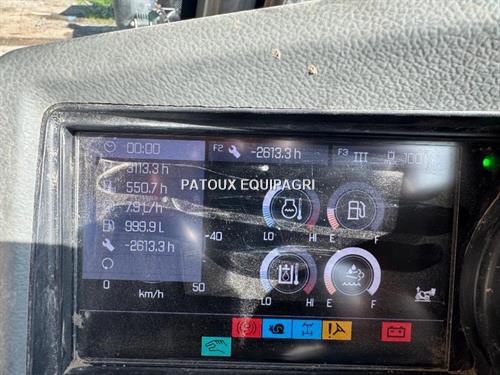 00:00
F2 -2613.3 h
F3
3113.3 h
550.7 h
7.9 L/h
999.9 L
-2613.3 h
PATOUX EQUIPAGRI
-40
LO HI E F
LO HI E F
0 50
km/h